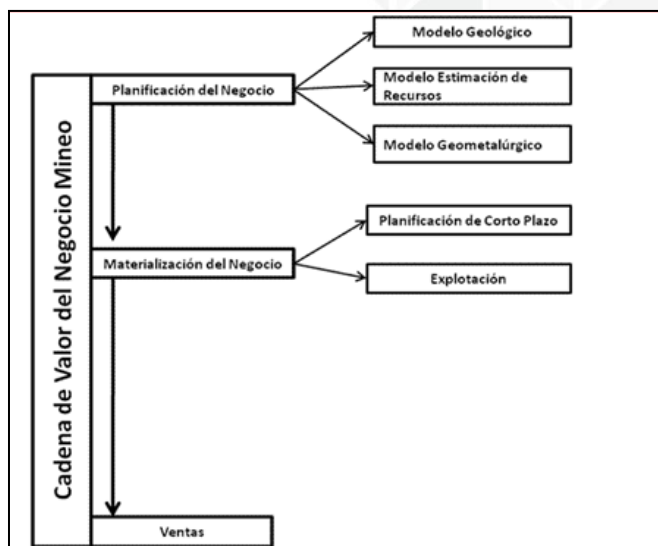 Cadena de Valor del Negocio Mineo
Planificación del Negocio
Modelo Geológico
Modelo Estimación de
Recursos
Modelo Geometalúrgico
Materialización del Negocio
Planificación de Corto Plazo
Explotación
Ventas